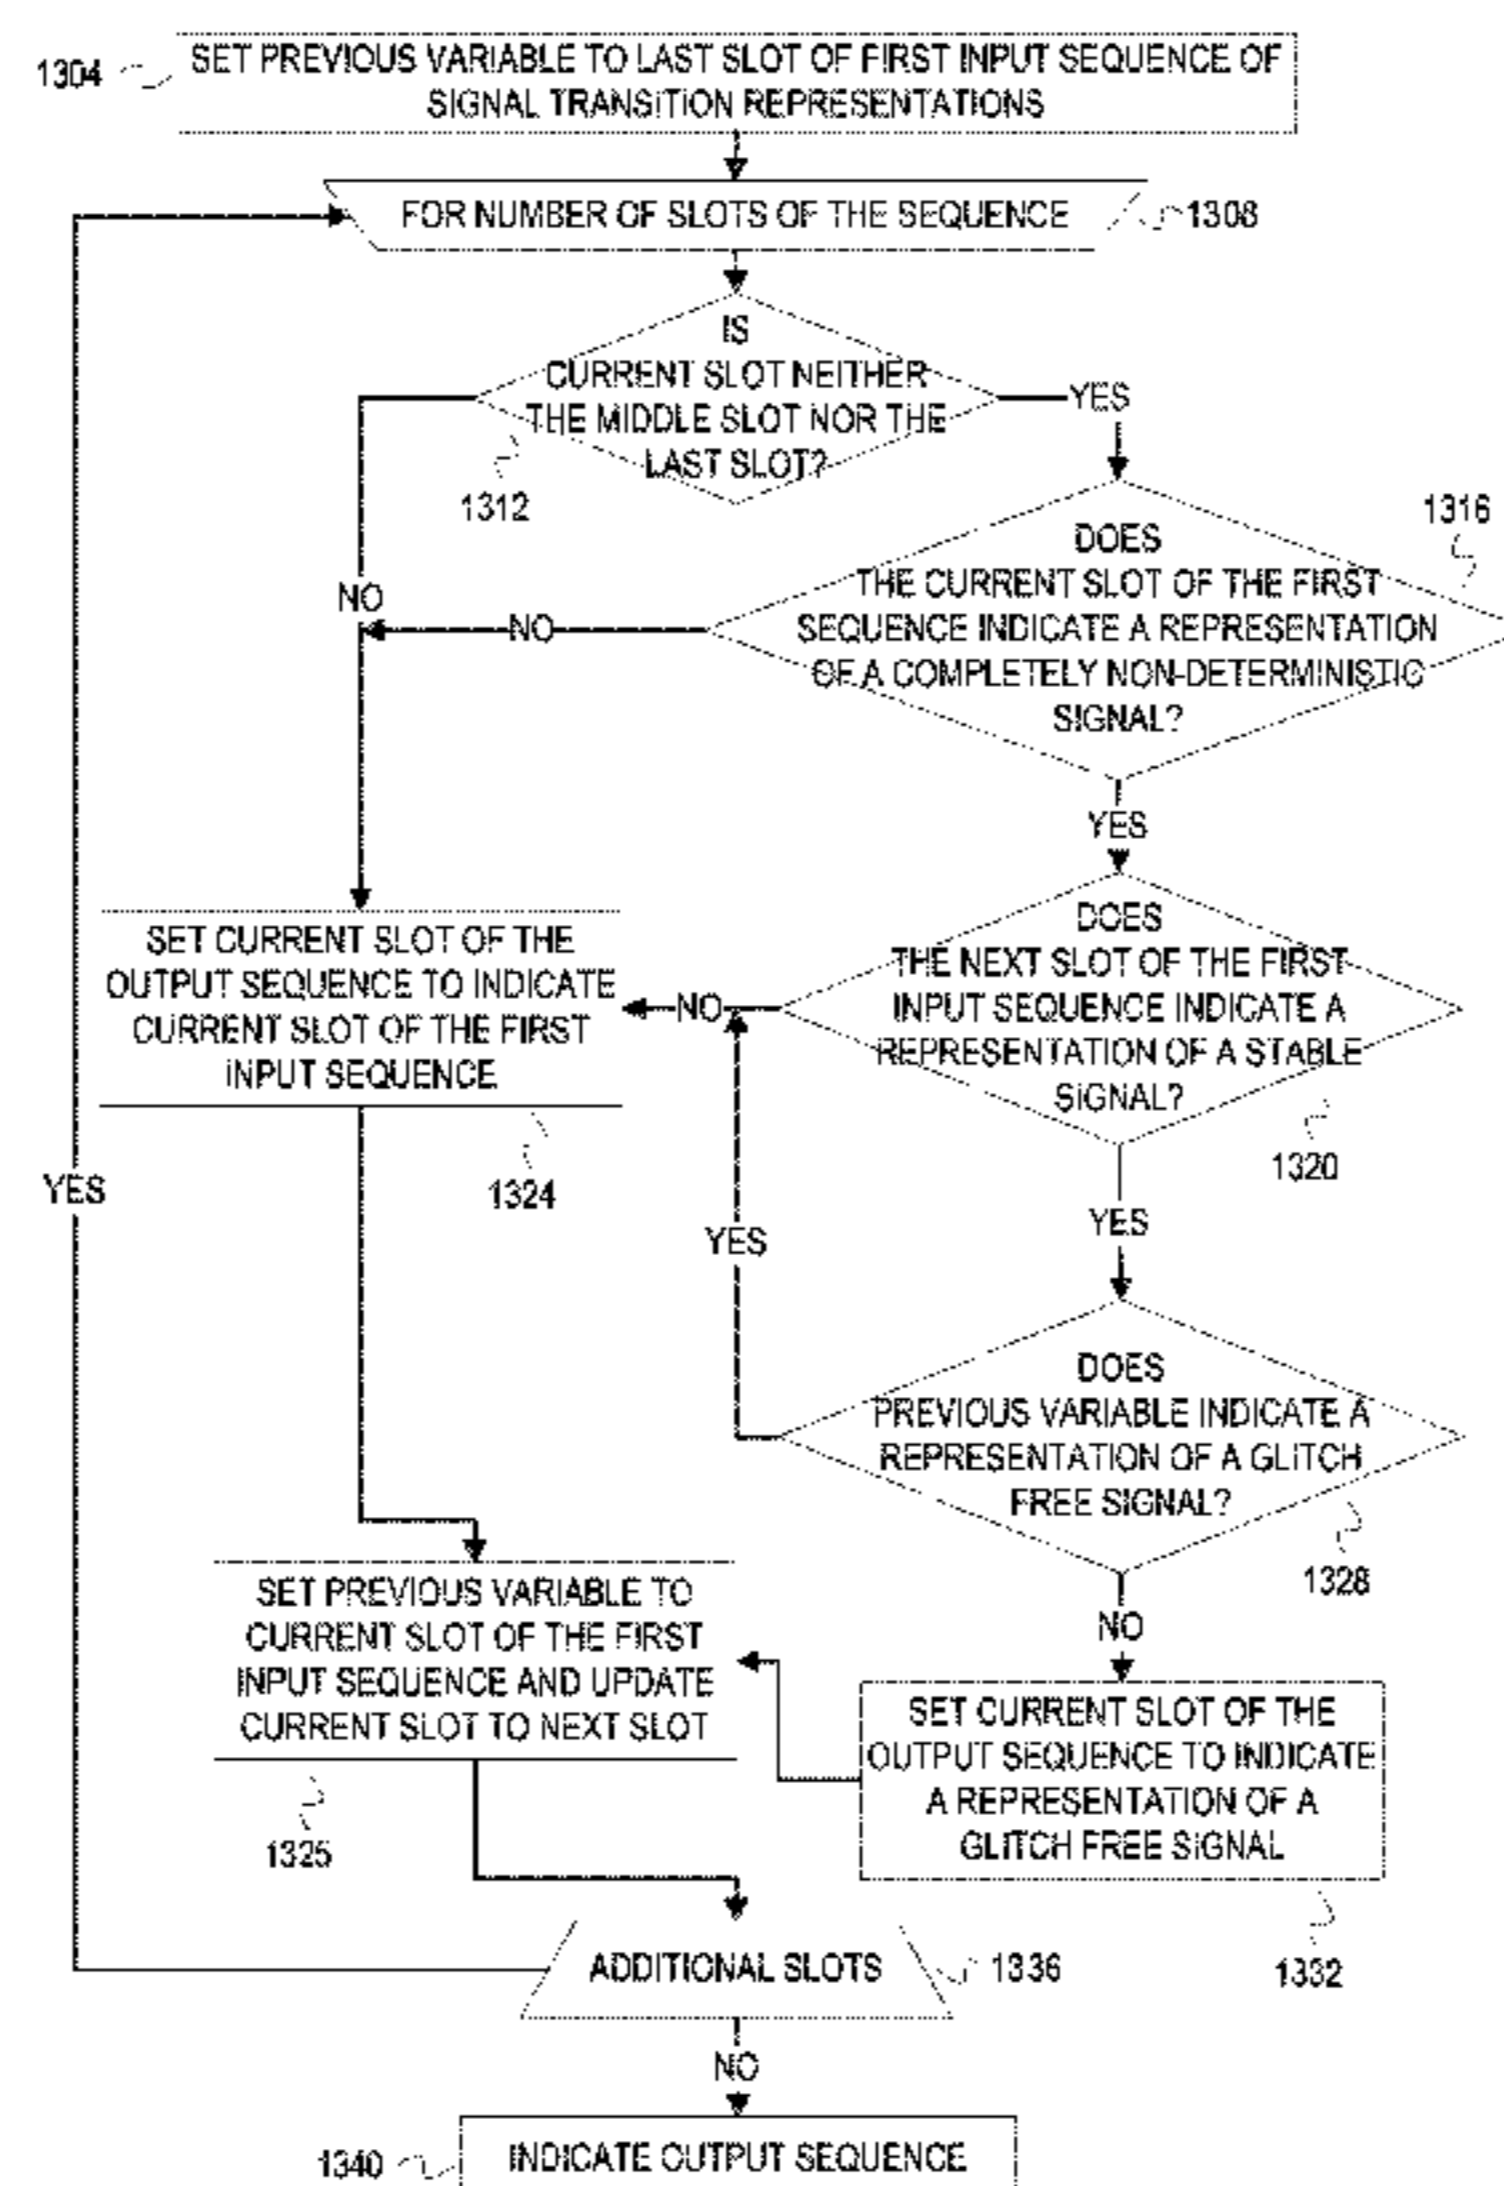 1304
SET PREVIOUS VARIABLE TO LAST SLOT OF FIRST INPUT SEQUENCE OF
SIGNAL TRANSITION REPRESENTATIONS
FOR NUMBER OF SLOTS OF THE SEQUENCE
1308
IS
CURRENT SLOT NEITHER
THE MIDDLE SLOT NOR THE
LAST SLOT?
1312
YES
NO
1316
DOES
THE CURRENT SLOT OF THE FIRST
SEQUENCE INDICATE A REPRESENTATION
OF A COMPLETELY NON-DETERMINISTIC
SIGNAL?
NO
YES
DOES
THE NEXT SLOT OF THE FIRST
INPUT SEQUENCE INDICATE A
REPRESENTATION OF A STABLE
SIGNAL?
1320
NO
SET CURRENT SLOT OF THE
OUTPUT SEQUENCE TO INDICATE
CURRENT SLOT OF THE FIRST
INPUT SEQUENCE
1324
YES
YES
YES
DOES
PREVIOUS VARIABLE INDICATE A
REPRESENTATION OF A GLITCH
FREE SIGNAL?
1328
NO
SET PREVIOUS VARIABLE TO
CURRENT SLOT OF THE FIRST
INPUT SEQUENCE AND UPDATE
CURRENT SLOT TO NEXT SLOT
1325
SET CURRENT SLOT OF THE
OUTPUT SEQUENCE TO INDICATE
A REPRESENTATION OF A
GLITCH FREE SIGNAL
1332
ADDITIONAL SLOTS
1336
NO
1340
INDICATE OUTPUT SEQUENCE